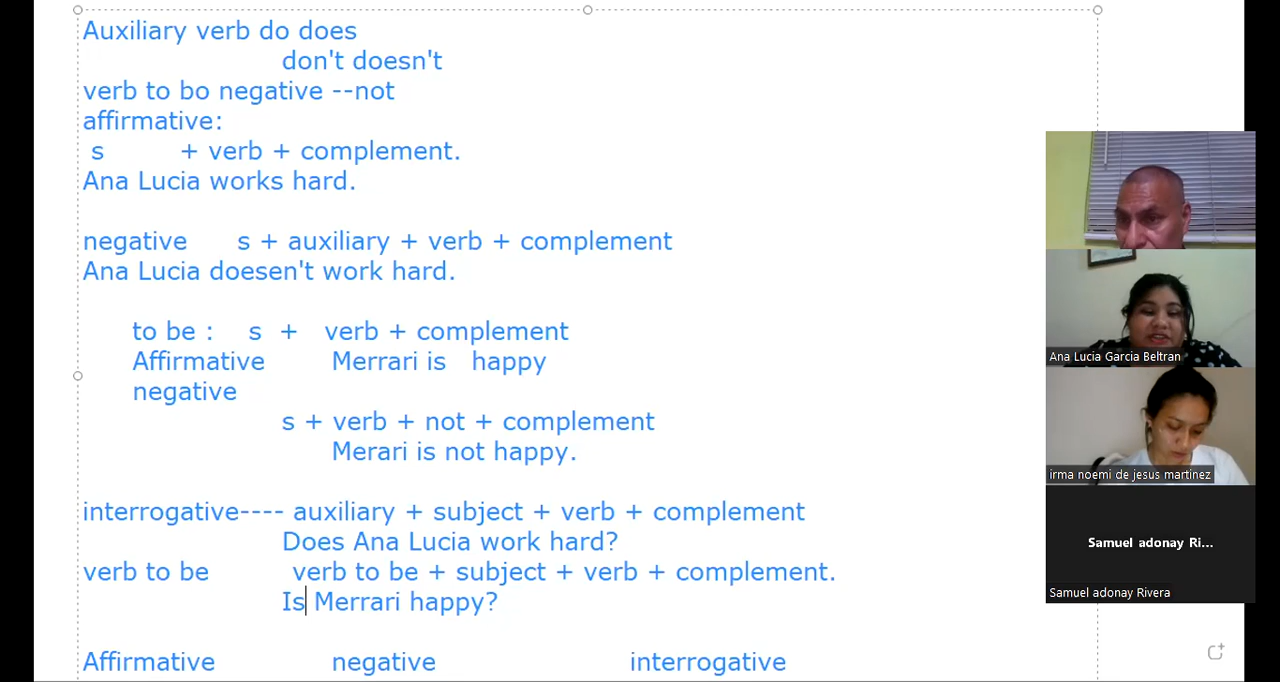 Auxiliary verb do does
don't doesn't
verb to bo negative --not
affirmative:
s + verb + complement.
Ana Lucia works hard.
negative s + auxiliary + verb + complement
Ana Lucia doesen't work hard.
to be : s + verb + complement
Affirmative Merrari is happy
negative
s + verb + not + complement
Merari is not happy.
interrogative---- auxiliary + subject + verb + complement
Does Ana Lucia work hard?
verb to be verb to be + subject + verb + complement.
Is Merrari happy?
Affirmative negative interrogative
Ana Lucia Garcia Beltran
irma noemi de jesus martinez
Samuel adonay Ri...
Samuel adonay Rivera